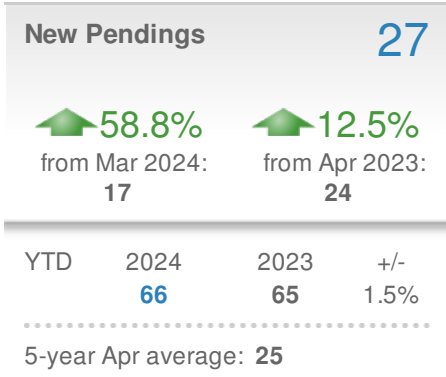 New Pendings 27
58.8% 12.5%
from Mar 2024: from Apr 2023:
17 24
YTD 2024 2023 +/-
66 65 1.5%
5-year Apr average: 25